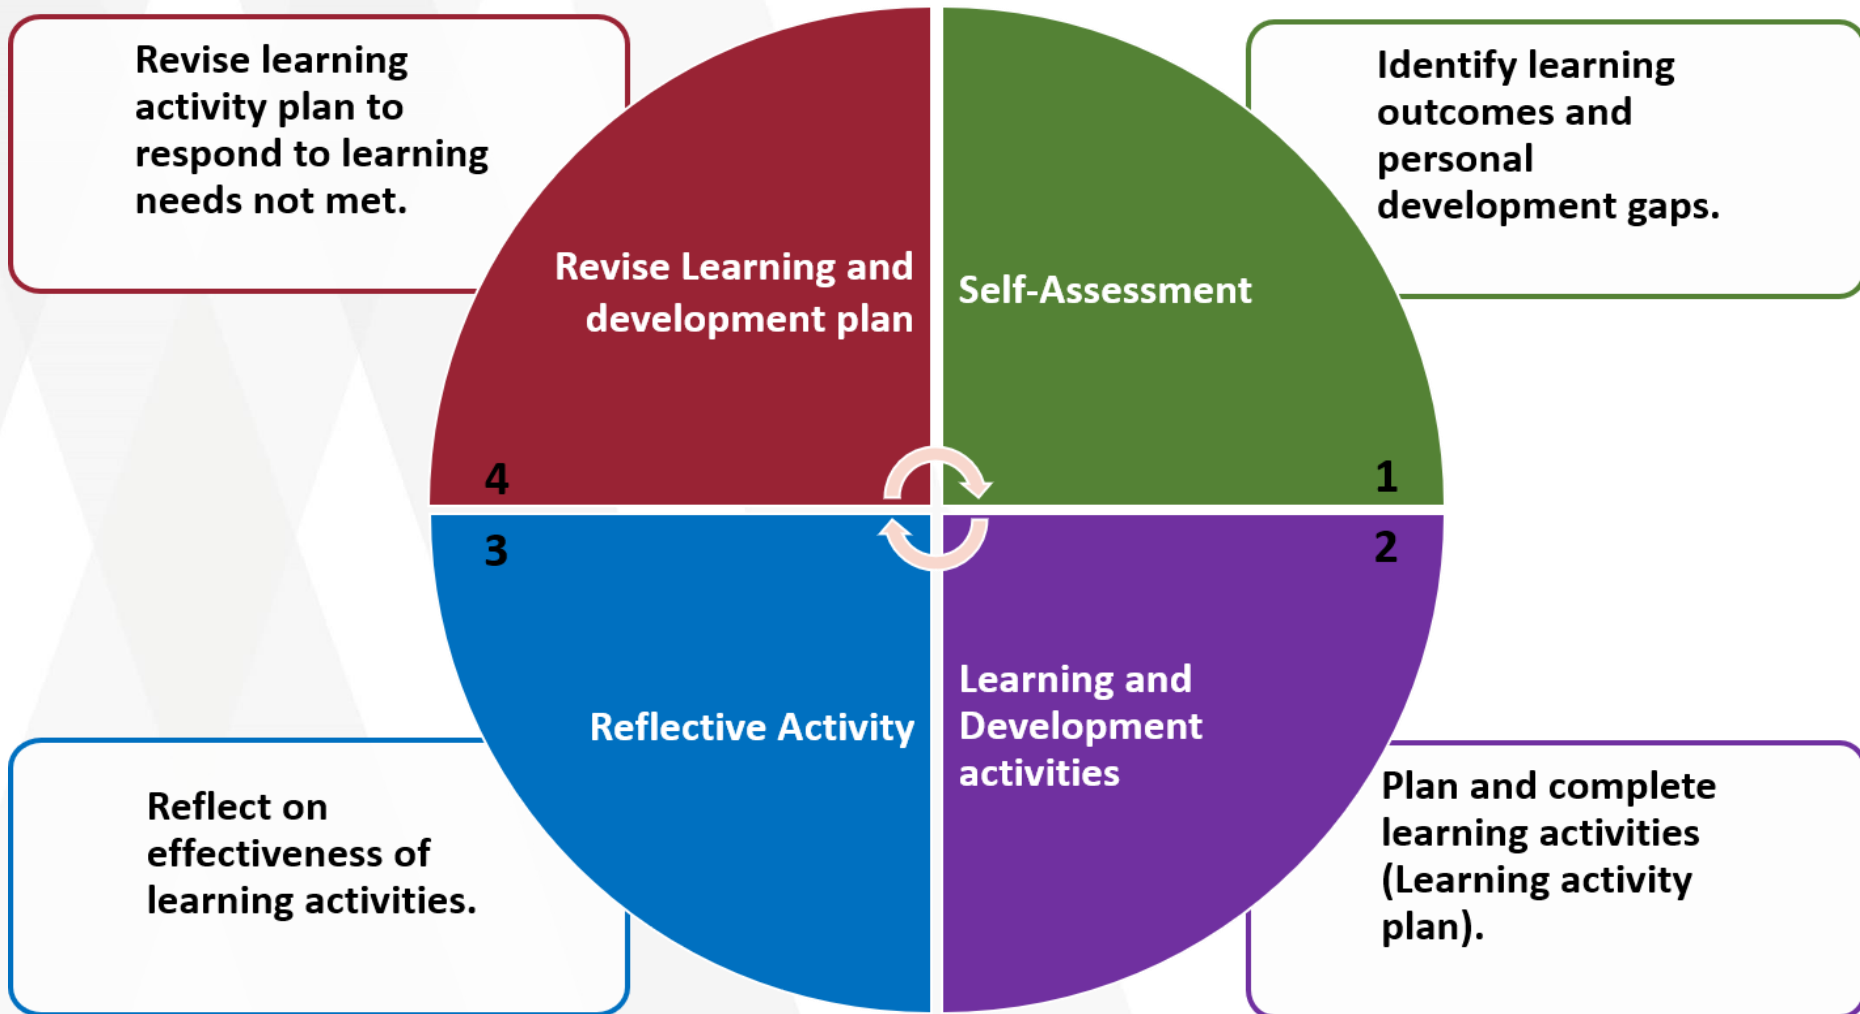 Revise learning
activity plan to
respond to learning
needs not met.
Identify learning
outcomes and
personal
development gaps.
Revise Learning and
development plan
Self-Assessment
4
1
3
2
Reflective Activity
Learning and
Development
activities
Reflect on
effectiveness of
learning activities.
Plan and complete
learning activities
(Learning activity
plan).